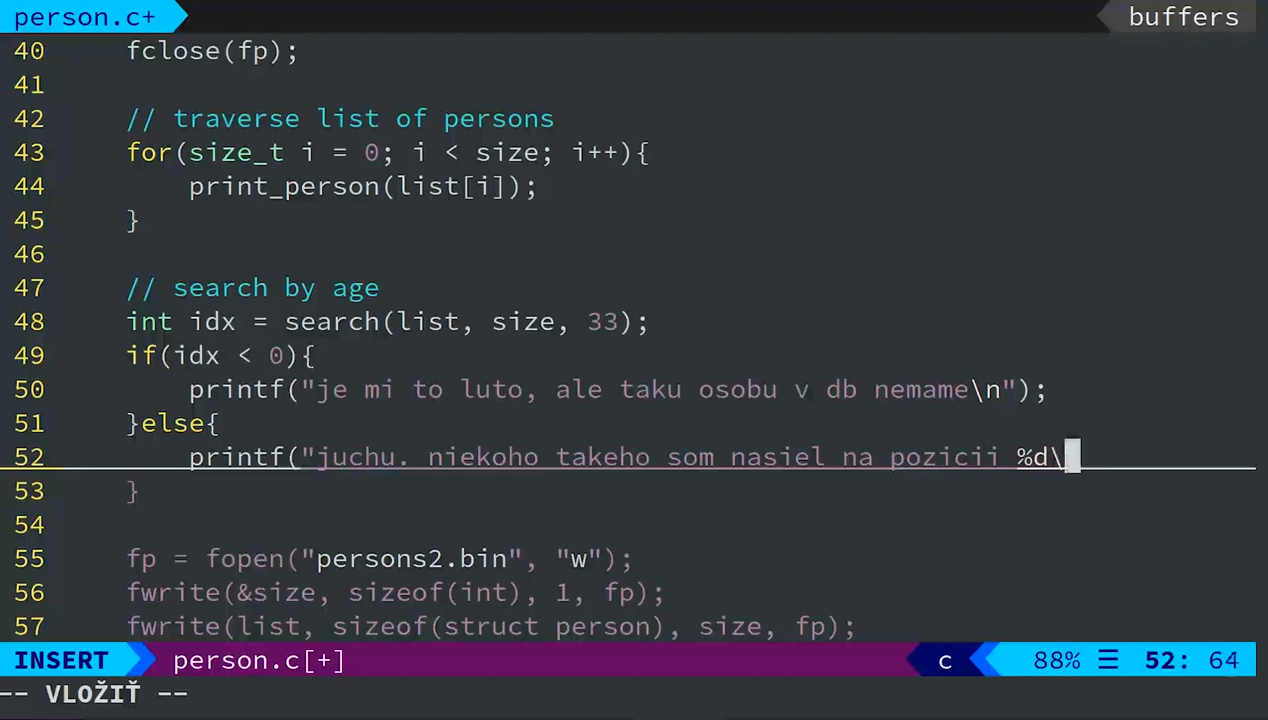 person.c+ buffers
40     fclose(fp);
41
42     // traverse list of persons
43     for(size_t i = 0; i < size; i++){
44         print_person(list[i]);
45     }
46
47     // search by age
48     int idx = search(list, size, 33);
49     if(idx < 0){
50         printf("je mi to luto, ale taku osobu v db nemame\n");
51     }else{
52         printf("juchu. niekoho takeho som nasiel na pozicii %d\
53     }
54
55     fp = fopen("persons2.bin", "w");
56     fwrite(&size, sizeof(int), 1, fp);
57     fwrite(list, sizeof(struct person), size, fp);
INSERT person.c[+] c 88% ☰ 52: 64
-- VLOŽIŤ --